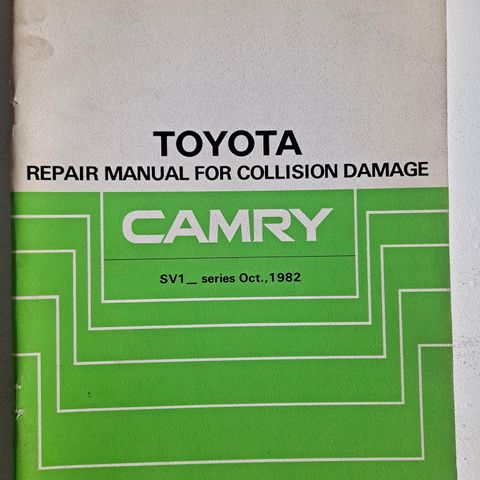 TOYOTA
REPAIR MANUAL FOR COLLISION DAMAGE
CAMRY
SV1_ series Oct.,1982